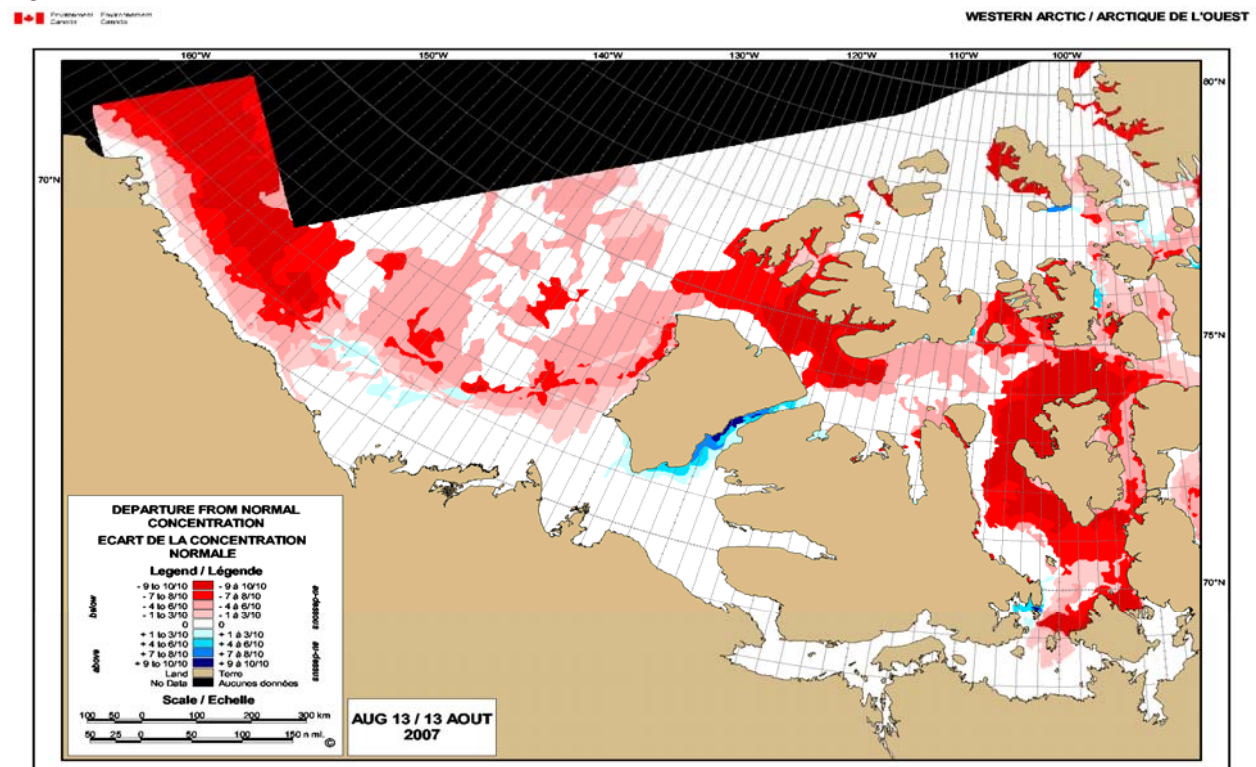 Environment Environnement
Canada Canada
WESTERN ARCTIC / ARCTIQUE DE L'OUEST
160°W 150°W 140°W 130°W 120°W 110°W 100°W
80°N
70°N
75°N
70°N
DEPARTURE FROM NORMAL
CONCENTRATION
ECART DE LA CONCENTRATION
NORMALE
Legend / Légende
below
above
- 9 to 10/10 - 9 à 10/10
- 7 to 8/10 - 7 à 8/10
- 4 to 6/10 - 4 à 6/10
- 1 to 3/10 - 1 à 3/10
0 0
+ 1 to 3/10 + 1 à 3/10
+ 4 to 6/10 + 4 à 6/10
+ 7 to 8/10 + 7 à 8/10
+ 9 to 10/10 + 9 à 10/10
Land Terre
No Data Aucunes données
au-dessous
au-dessus
Scale / Echelle
100 50 0 100 200 300 km
50 25 0 50 100 150 n mi.
©
AUG 13 / 13 AOUT
2007